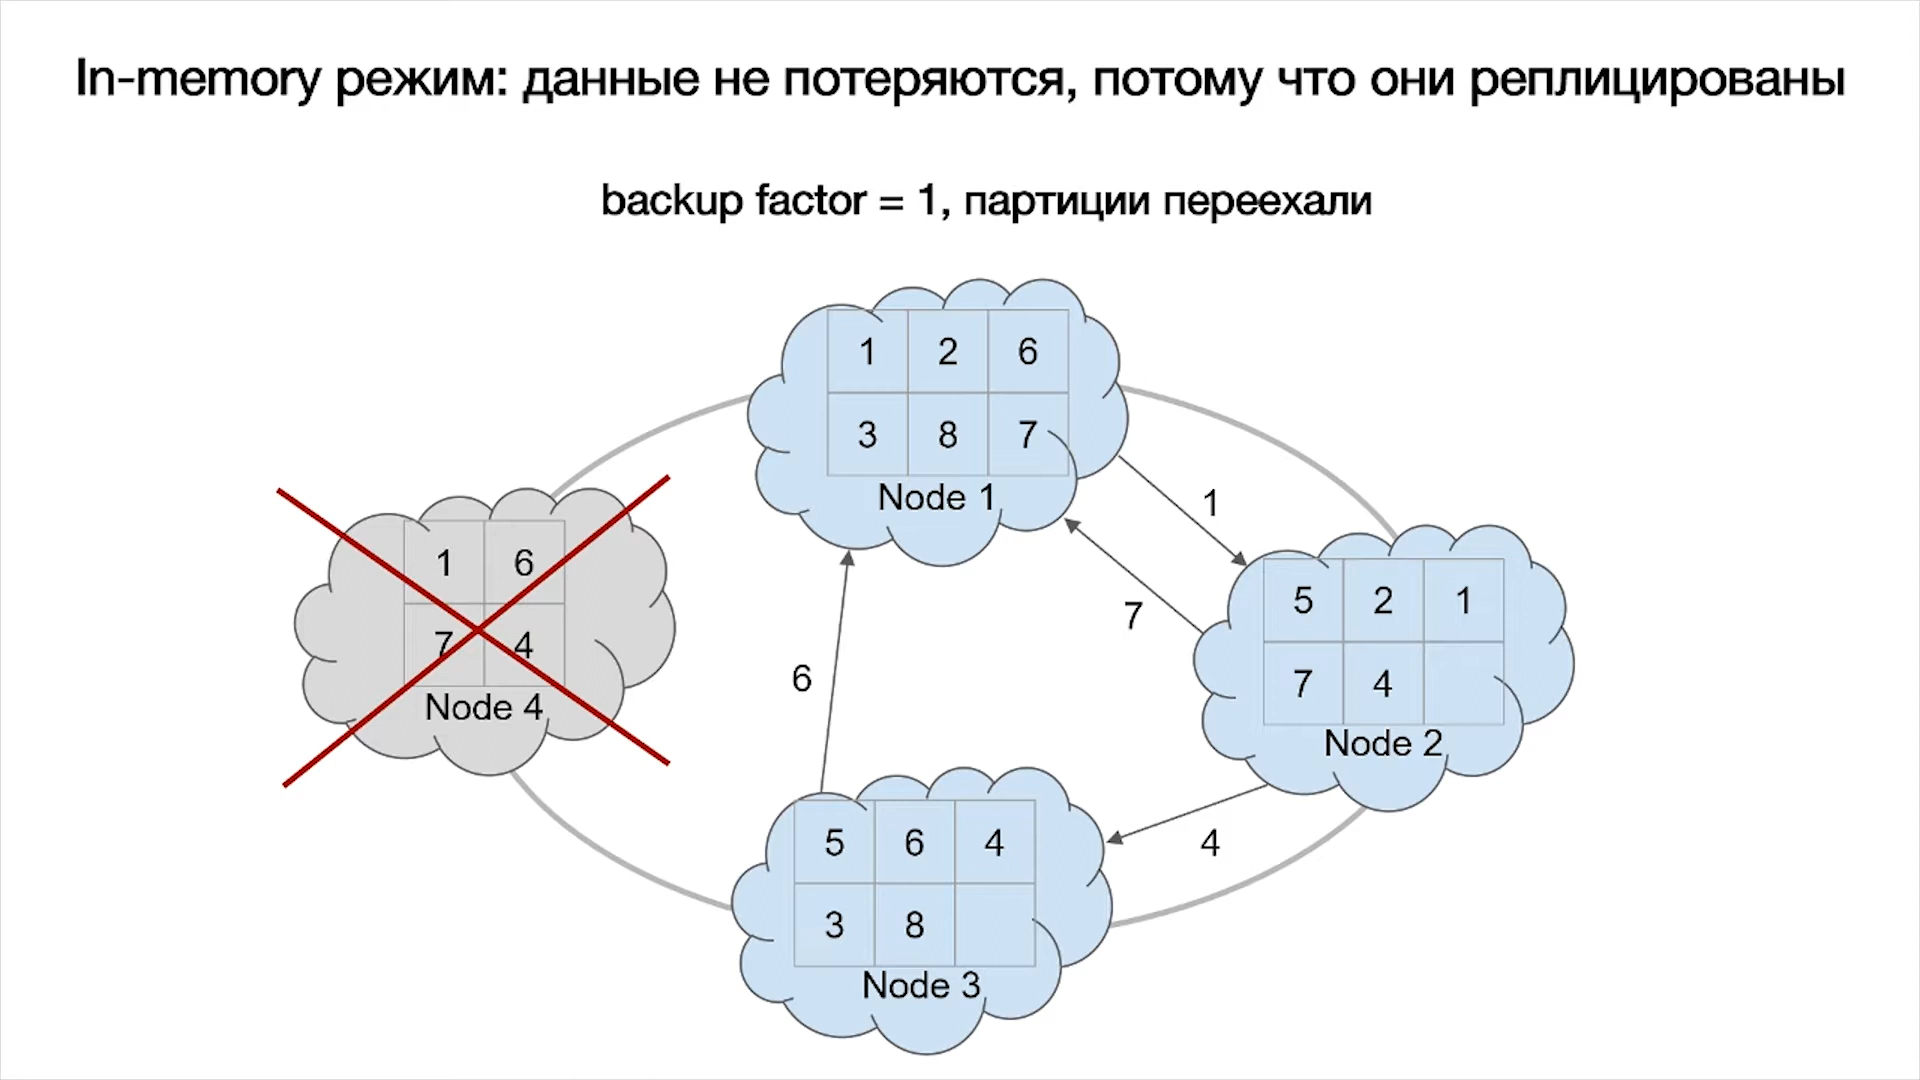 In-memory режим: данные не потеряются, потому что они реплицированы
backup factor = 1, партиции переехали
1 2 6
3 8 7
Node 1
1
7
6
4
1 6
7 4
Node 4
5 2 1
7 4
Node 2
5 6 4
3 8
Node 3